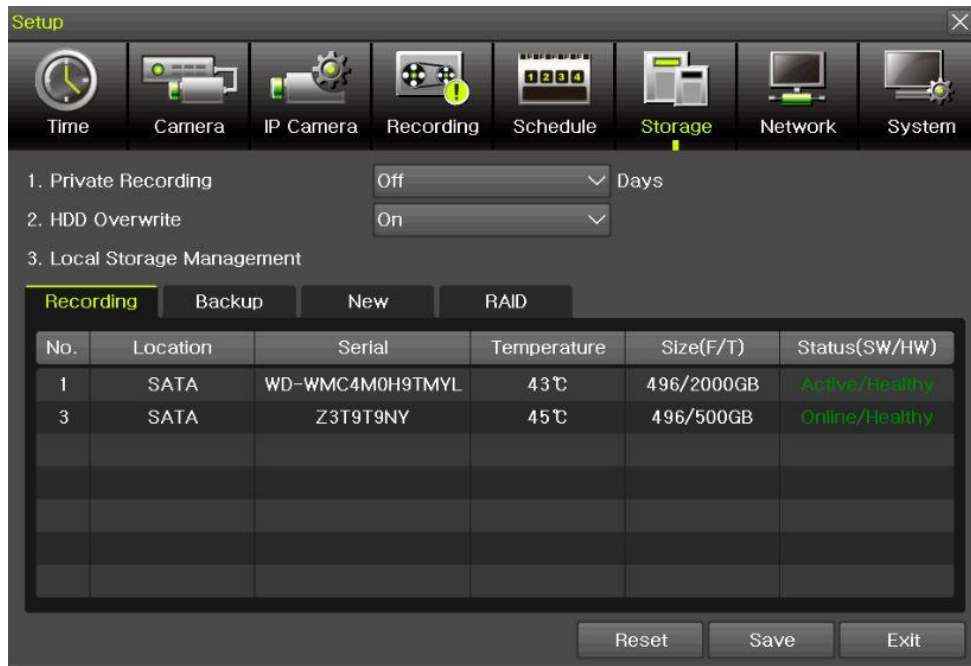 Setup
Time Camera IP Camera Recording Schedule Storage Network System
1. Private Recording Off Days
2. HDD Overwrite On
3. Local Storage Management
Recording Backup New RAID
No. Location Serial Temperature Size(F/T) Status(SW/HW)
1 SATA WD-WMC4M0H9TMYL 43℃ 496/2000GB Active/Healthy
3 SATA Z3T9T9NY 45℃ 496/500GB Online/Healthy
Reset Save Exit